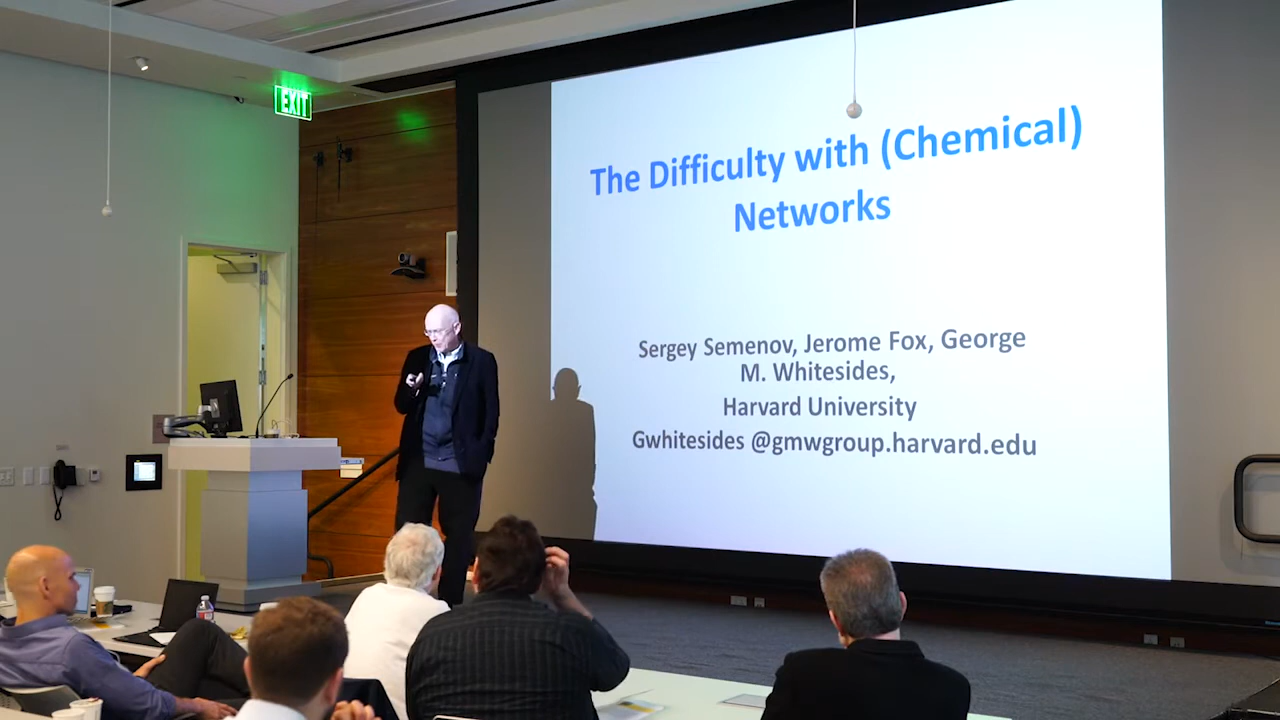 EXIT
The Difficulty with (Chemical)
Networks
Sergey Semenov, Jerome Fox, George
M. Whitesides,
Harvard University
Gwhitesides @gmwgroup.harvard.edu